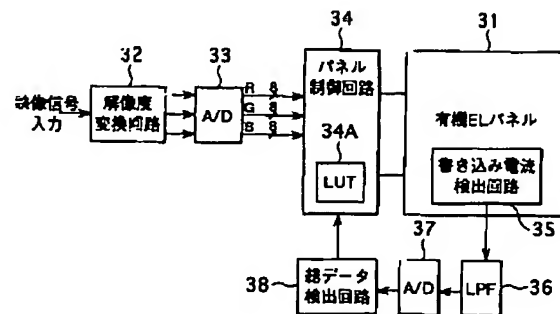 34
31
32
33
パネル
制御回路
映像信号
入力
解像度
変換回路
A/D
R 8
G 8
B 8
34A
LUT
有機ELパネル
書き込み電流
検出回路
35
37
38
総データ
検出回路
A/D
LPF
36